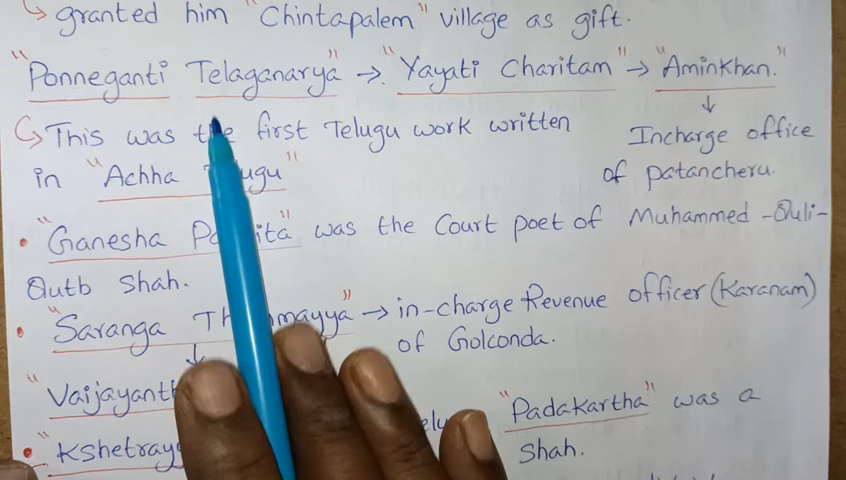 granted him "Chintapalem" village as gift.
"Ponneganti Telaganarya" → "Yayati Charitam" → "Aminkhan."
↓
This was the first Telugu work written Incharge office
in "Achha of patancheru.
• "Ganesha was the Court poet of Muhammed-Quli-
Qutb Shah.
• "Saranga → in-charge Revenue officer (Karanam)
↓ of Golconda.
"
"Padakartha" was a
• " Shah.